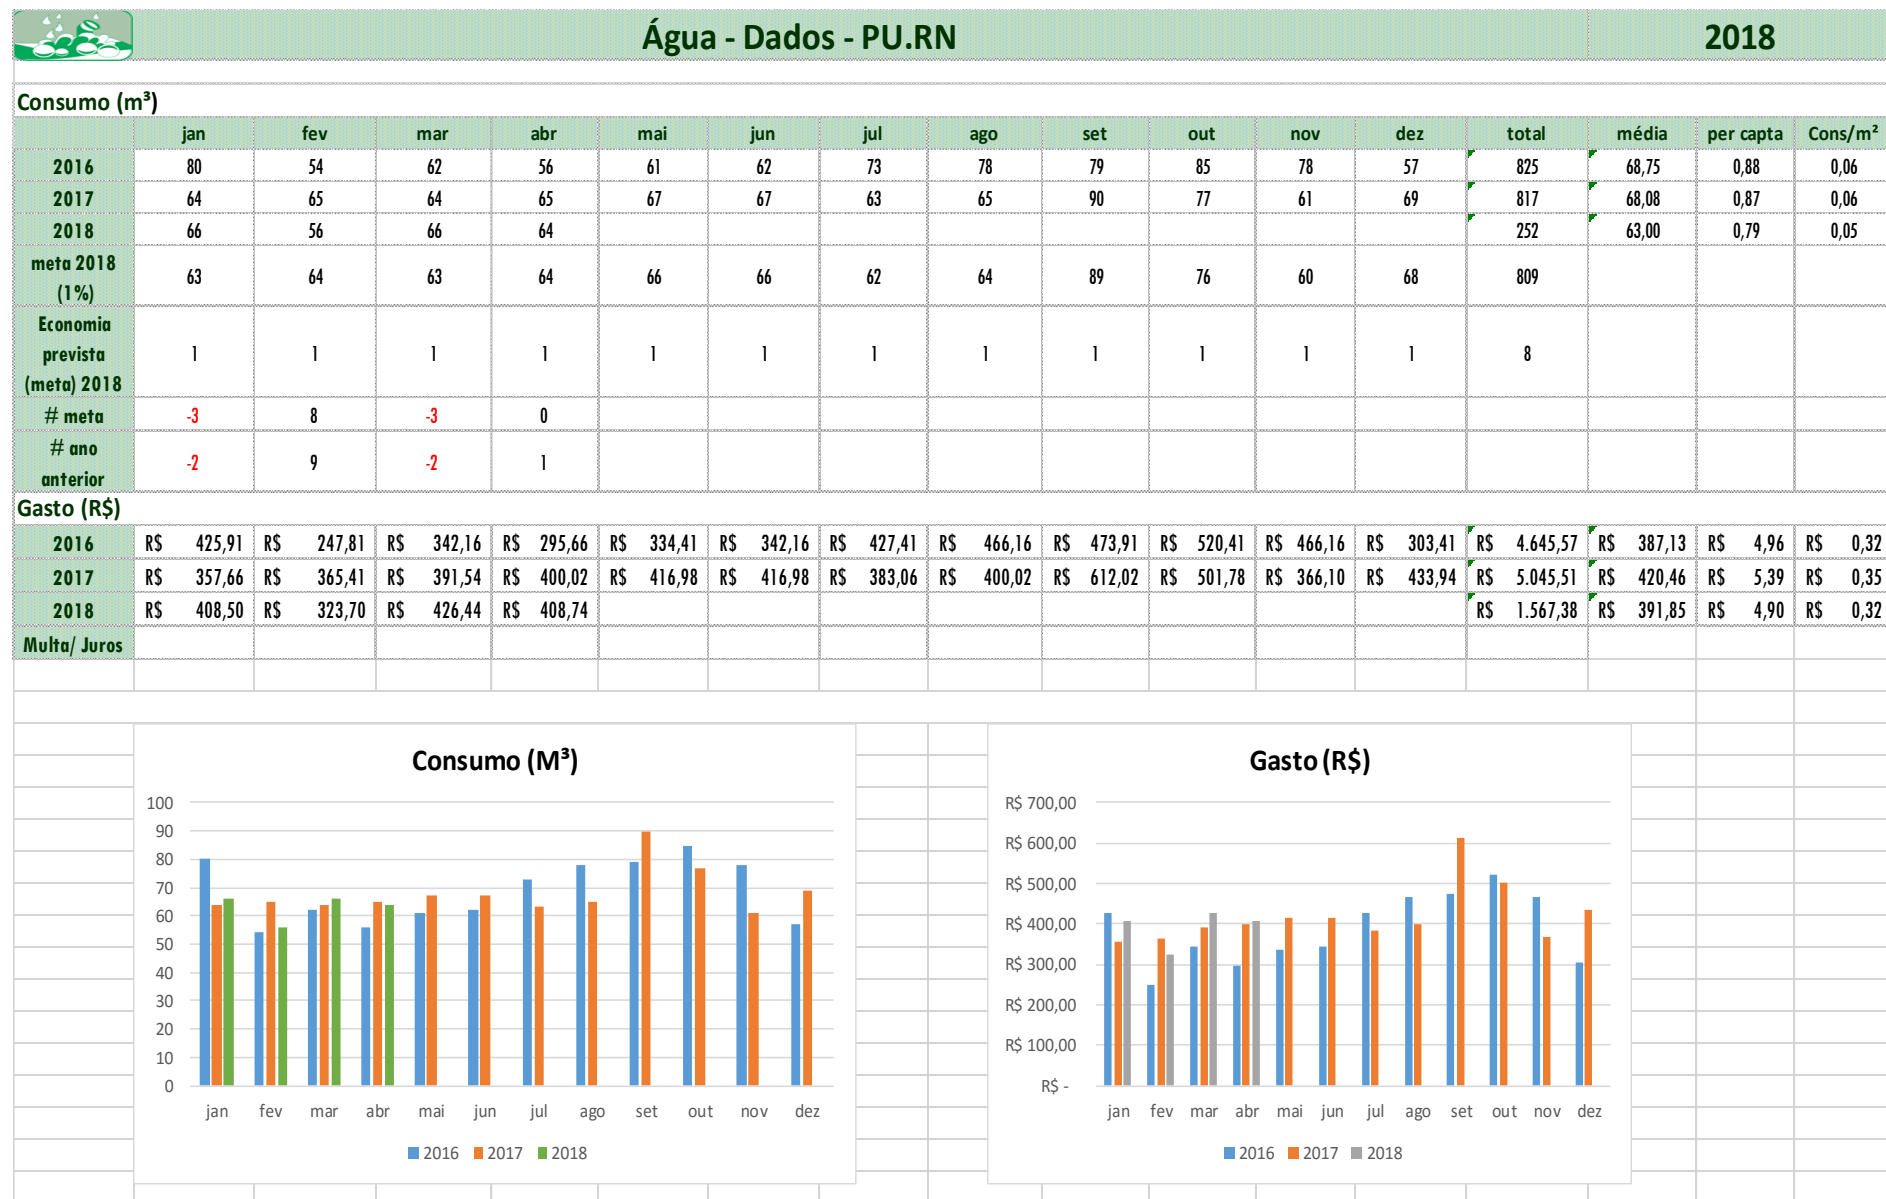 Água - Dados - PU.RN 2018
Consumo (m³)
jan fev mar abr mai jun jul ago set out nov dez total média per capta Cons/m²
2016 80 54 62 56 61 62 73 78 79 85 78 57 825 68,75 0,88 0,06
2017 64 65 64 65 67 67 63 65 90 77 61 69 817 68,08 0,87 0,06
2018 66 56 66 64 252 63,00 0,79 0,05
meta 2018
(1%) 63 64 63 64 66 66 62 64 89 76 60 68 809
Economia
prevista 1 1 1 1 1 1 1 1 1 1 1 1 8
(meta) 2018
# meta -3 8 -3 0
# ano
anterior -2 9 -2 1
Gasto (R$)
2016 R$ 425,91 R$ 247,81 R$ 342,16 R$ 295,66 R$ 334,41 R$ 342,16 R$ 427,41 R$ 466,16 R$ 473,91 R$ 520,41 R$ 466,16 R$ 303,41 R$ 4.645,57 R$ 387,13 R$ 4,96 R$ 0,32
2017 R$ 357,66 R$ 365,41 R$ 391,54 R$ 400,02 R$ 416,98 R$ 416,98 R$ 383,06 R$ 400,02 R$ 612,02 R$ 501,78 R$ 366,10 R$ 433,94 R$ 5.045,51 R$ 420,46 R$ 5,39 R$ 0,35
2018 R$ 408,50 R$ 323,70 R$ 426,44 R$ 408,74 R$ 1.567,38 R$ 391,85 R$ 4,90 R$ 0,32
Multa/ Juros
Consumo (M³)
100
90
80
70
60
50
40
30
20
10
0
jan fev mar abr mai jun jul ago set out nov dez
2016 2017 2018
Gasto (R$)
R$ 700,00
R$ 600,00
R$ 500,00
R$ 400,00
R$ 300,00
R$ 200,00
R$ 100,00
R$ -
jan fev mar abr mai jun jul ago set out nov dez
2016 2017 2018